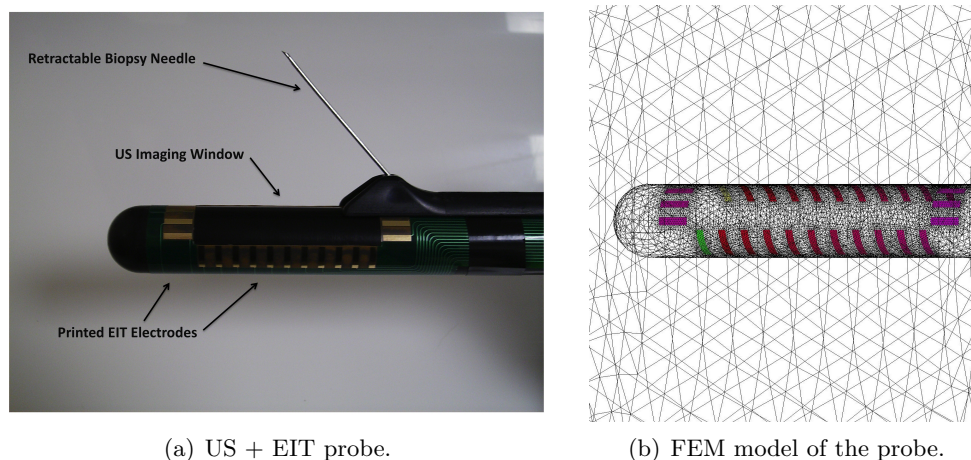 Retractable Biopsy Needle
US Imaging Window
Printed EIT Electrodes
(a) US + EIT probe.
(b) FEM model of the probe.